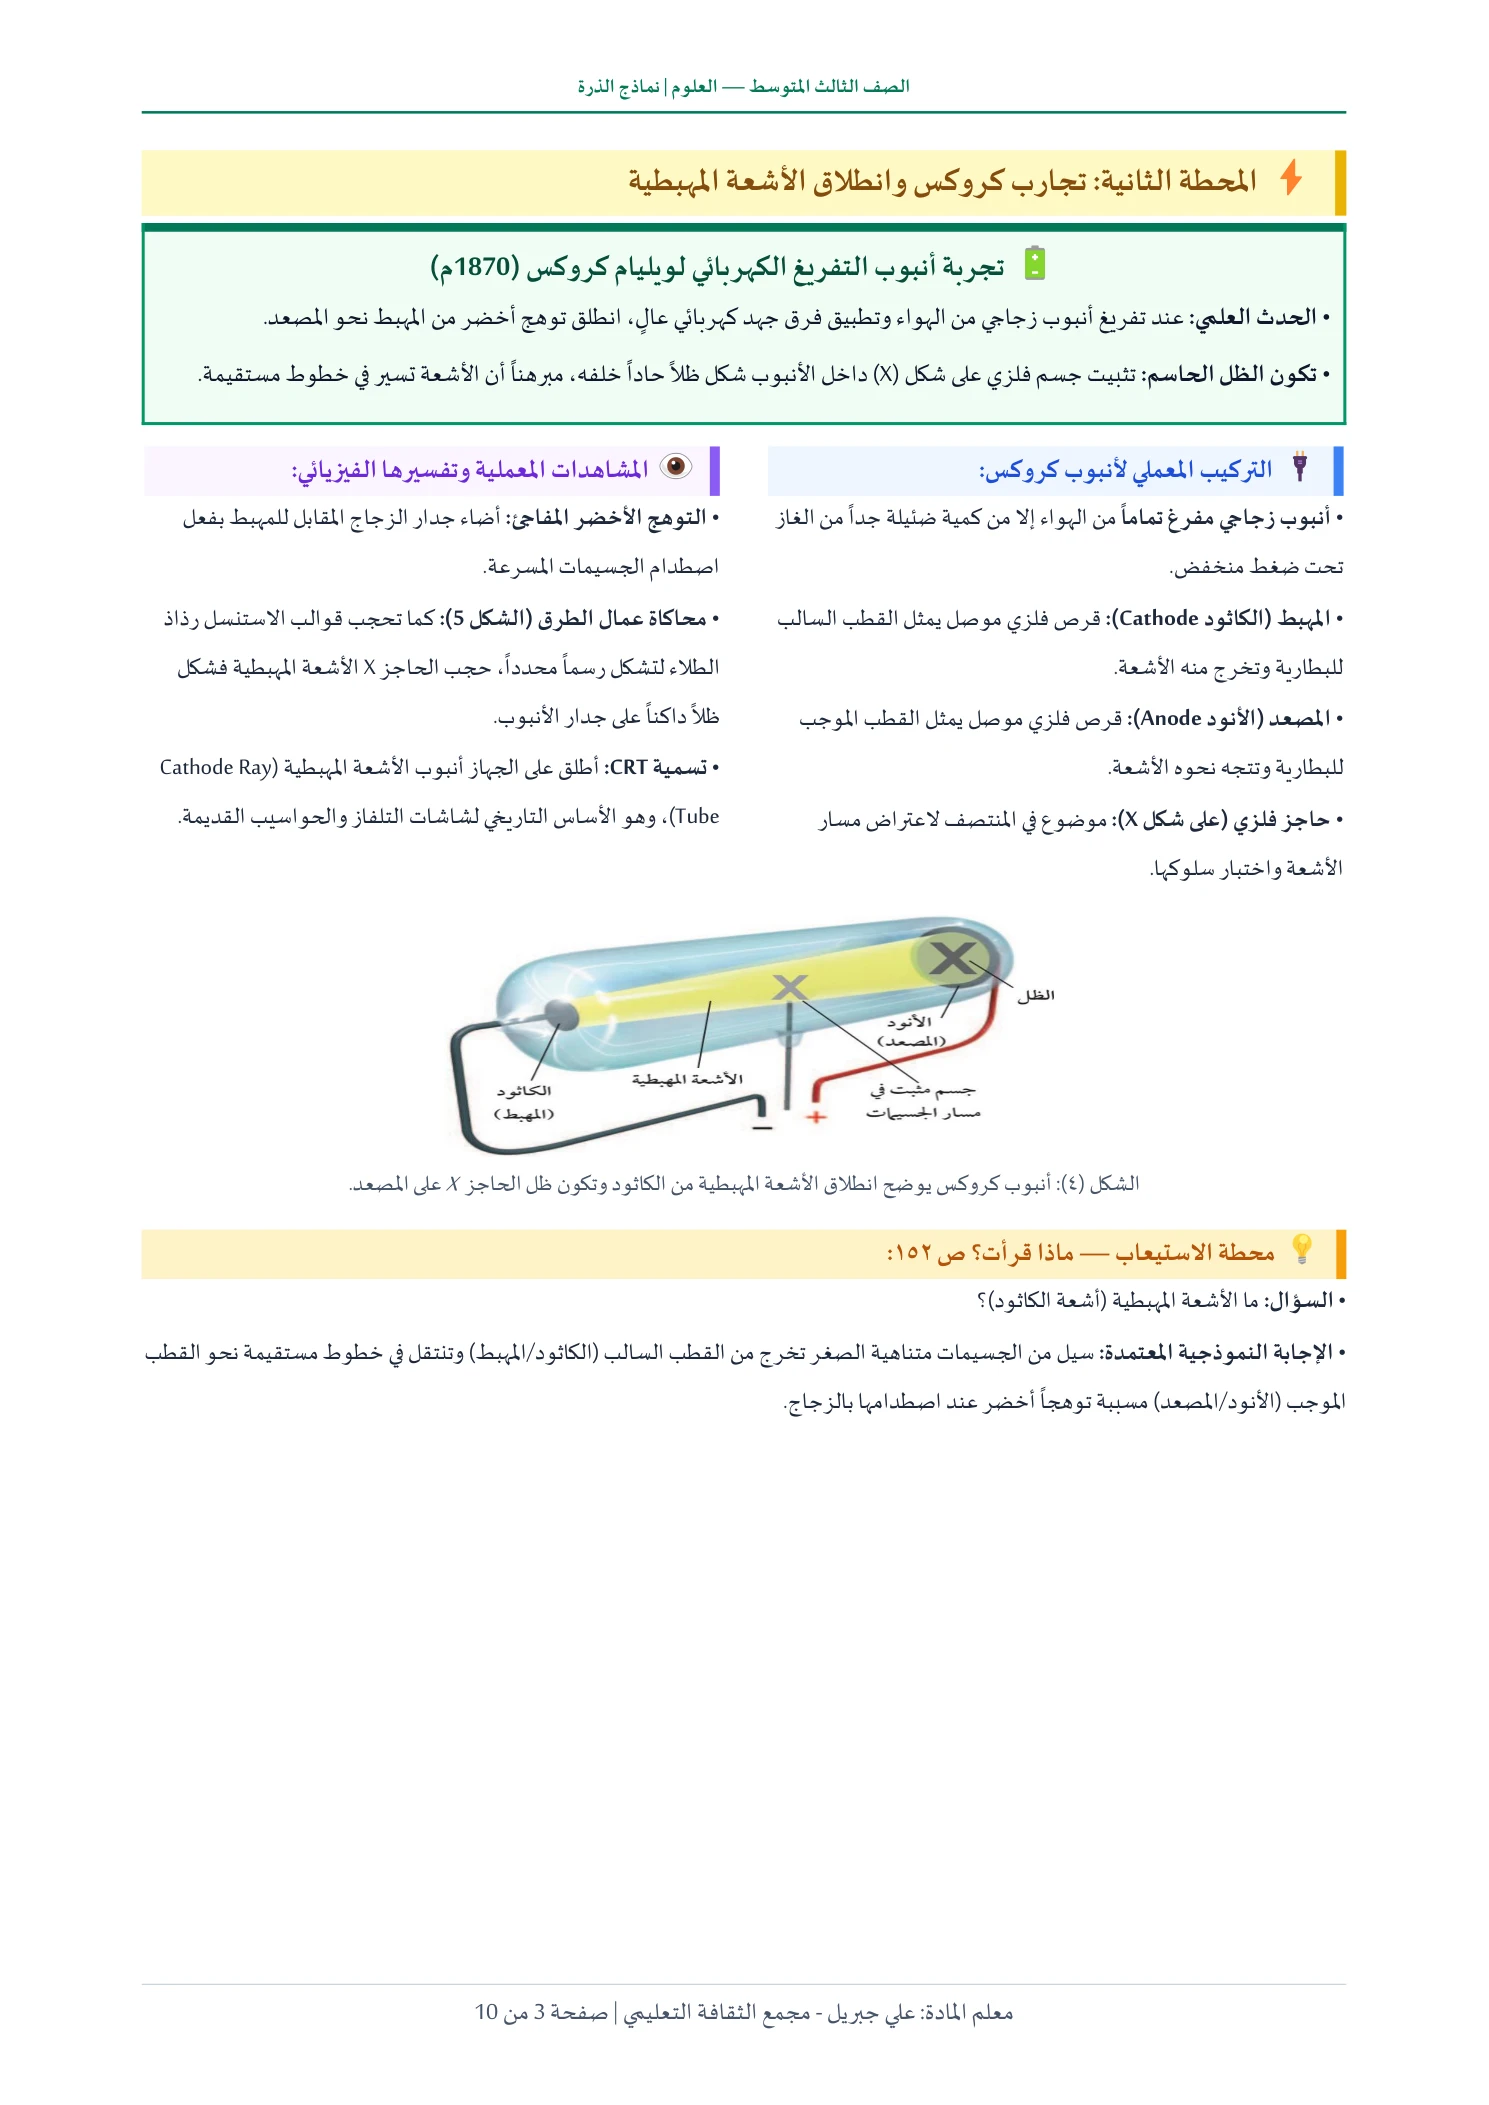 الصف الثالث المتوسط — العلوم | نماذج الذرة
المحطة الثانية: تجارب كروكس وانطلاق الأشعة المهبطية
تجربة أنبوب التفريغ الكهربائي لويليام كروكس (1870م)
• الحدث العلمي: عند تفريغ أنبوب زجاجي من الهواء وتطبيق فرق جهد كهربائي عالٍ، انطلق توهج أخضر من المهبط نحو المصعد.
• تكون الظل الحاسم: تثبيت جسم فلزي على شكل (X) داخل الأنبوب شكل ظلاً حاداً خلفه، مبرهناً أن الأشعة تسير في خطوط مستقيمة.
التركيب المعملي لأنبوب كروكس:
• أنبوب زجاجي مفرغ تماماً من الهواء إلا من كمية ضئيلة جداً من الغاز
تحت ضغط منخفض.
• المهبط (الكاثود Cathode): قرص فلزي موصل يمثل القطب السالب
للبطارية وتخرج منه الأشعة.
• المصعد (الأنود Anode): قرص فلزي موصل يمثل القطب الموجب
للبطارية وتتجه نحوه الأشعة.
• حاجز فلزي (على شكل X): موضوع في المنتصف لاعتراض مسار
الأشعة واختبار سلوكها.
المشاهدات المعملية وتفسيرها الفيزيائي:
• التوهج الأخضر المفاجئ: أضاء جدار الزجاج المقابل للمهبط بفعل
اصطدام الجسيمات المسرعة.
• محاكاة عمال الطرق (الشكل 5): كما تحجب قوالب الاستنسل رذاذ
الطلاء لتشكل رسماً محدداً، حجب الحاجز X الأشعة المهبطية فشكل
ظلاً داكناً على جدار الأنبوب.
• تسمية CRT: أطلق على الجهاز أنبوب الأشعة المهبطية (Cathode Ray
Tube)، وهو الأساس التاريخي لشاشات التلفاز والحواسيب القديمة.
الظل
الأنود
(المصعد)
جسم مثبت في
مسار الجسيمات
الأشعة المهبطية
الكاثود
(المهبط)
+
−
الشكل (٤): أنبوب كروكس يوضح انطلاق الأشعة المهبطية من الكاثود وتكون ظل الحاجز X على المصعد.
محطة الاستيعاب — ماذا قرأت؟ ص ١٥٢:
• السؤال: ما الأشعة المهبطية (أشعة الكاثود)؟
• الإجابة النموذجية المعتمدة: سيل من الجسيمات متناهية الصغر تخرج من القطب السالب (الكاثود/المهبط) وتنتقل في خطوط مستقيمة نحو القطب
الموجب (الأنود/المصعد) مسببة توهجاً أخضر عند اصطدامها بالزجاج.
معلم المادة: علي جبريل - مجمع الثقافة التعليمي | صفحة 3 من 10